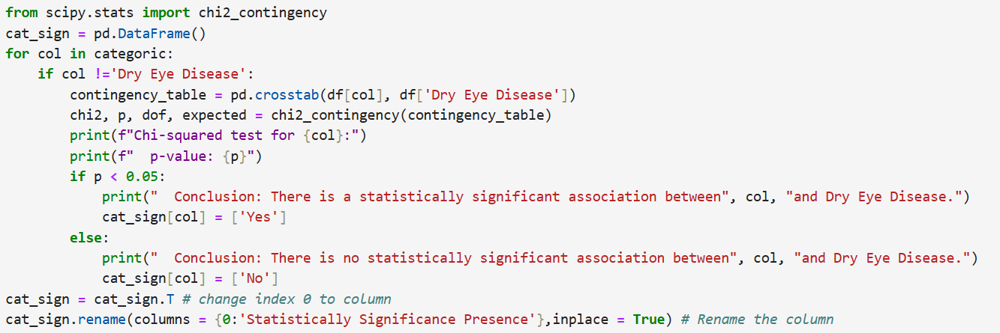 from scipy.stats import chi2_contingency
cat_sign = pd.DataFrame()
for col in categoric:
    if col !='Dry Eye Disease':
        contingency_table = pd.crosstab(df[col], df['Dry Eye Disease'])
        chi2, p, dof, expected = chi2_contingency(contingency_table)
        print(f"Chi-squared test for {col}:")
        print(f"  p-value: {p}")
        if p < 0.05:
            print("  Conclusion: There is a statistically significant association between", col, "and Dry Eye Disease.")
            cat_sign[col] = ['Yes']
        else:
            print("  Conclusion: There is no statistically significant association between", col, "and Dry Eye Disease.")
            cat_sign[col] = ['No']
cat_sign = cat_sign.T # change index 0 to column
cat_sign.rename(columns = {0:'Statistically Significance Presence'},inplace = True) # Rename the column